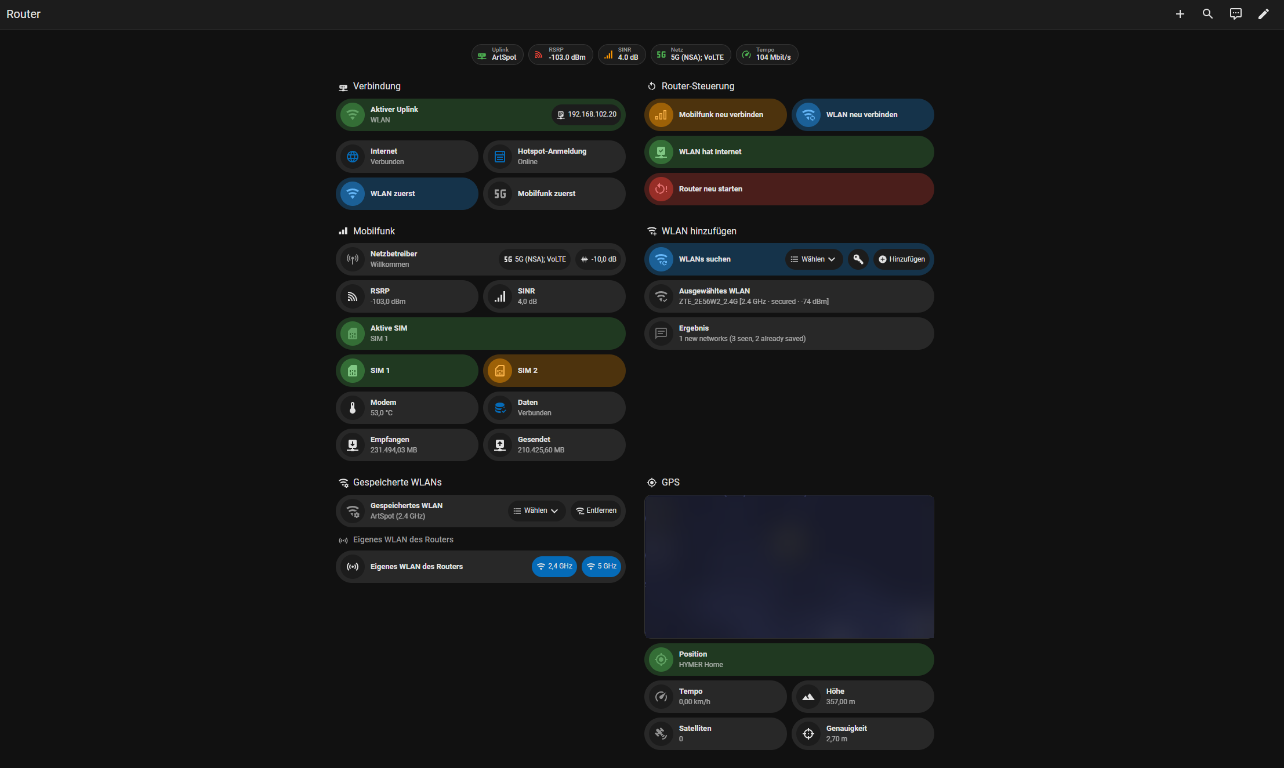 Router
Uplink
ArtSpot
RSRP
-103.0 dBm
SINR
4.0 dB
5G
Netz
5G (NSA); VoLTE
Tempo
104 Mbit/s
Verbindung
Aktiver Uplink
WLAN
192.168.102.20
Internet
Verbunden
Hotspot-Anmeldung
Online
WLAN zuerst
5G
Mobilfunk zuerst
Router-Steuerung
Mobilfunk neu verbinden
WLAN neu verbinden
WLAN hat Internet
Router neu starten
Mobilfunk
Netzbetreiber
Willkommen
5G 5G (NSA); VoLTE
-10,0 dB
RSRP
-103,0 dBm
SINR
4,0 dB
Aktive SIM
SIM 1
SIM 1
SIM 2
Modem
53,0 °C
Daten
Verbunden
Empfangen
231.494,03 MB
Gesendet
210.425,60 MB
WLAN hinzufügen
WLANs suchen
Wählen
Hinzufügen
Ausgewähltes WLAN
ZTE_2E56W2_2.4G [2.4 GHz · secured · -74 dBm]
Ergebnis
1 new networks (3 seen, 2 already saved)
Gespeicherte WLANs
Gespeichertes WLAN
ArtSpot (2.4 GHz)
Wählen
Entfernen
Eigenes WLAN des Routers
Eigenes WLAN des Routers
2,4 GHz
5 GHz
GPS
Position
HYMER Home
Tempo
0,00 km/h
Höhe
357,00 m
Satelliten
0
Genauigkeit
2,70 m